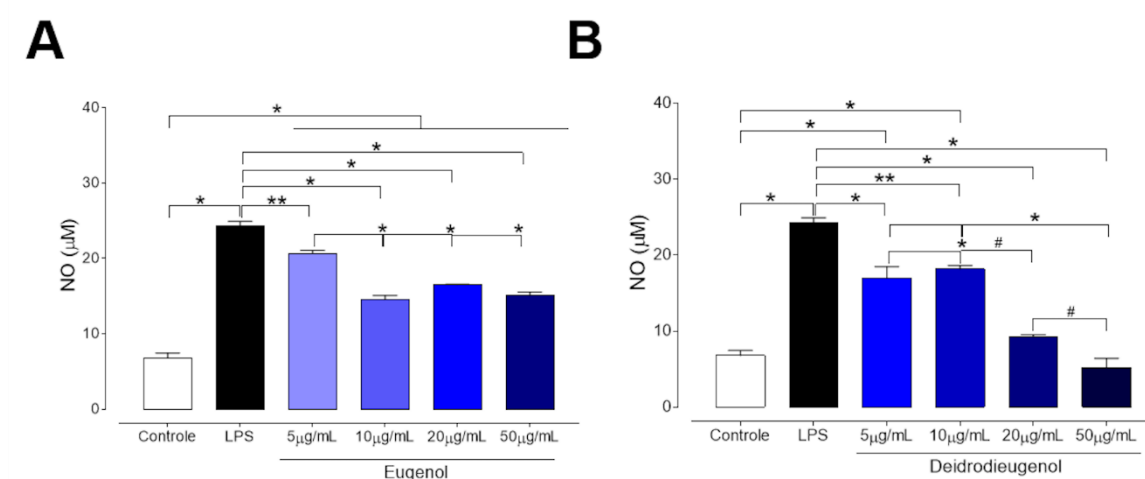 A
B
40
30
20
10
0
NO (μM)
*
*
*
*
* **
* * *
Controle LPS 5μg/mL 10μg/mL 20μg/mL 50μg/mL
Eugenol
40
30
20
10
0
NO (μM)
*
*
*
*
**
* *
*
* #
#
Controle LPS 5μg/mL 10μg/mL 20μg/mL 50μg/mL
Deidrodieugenol